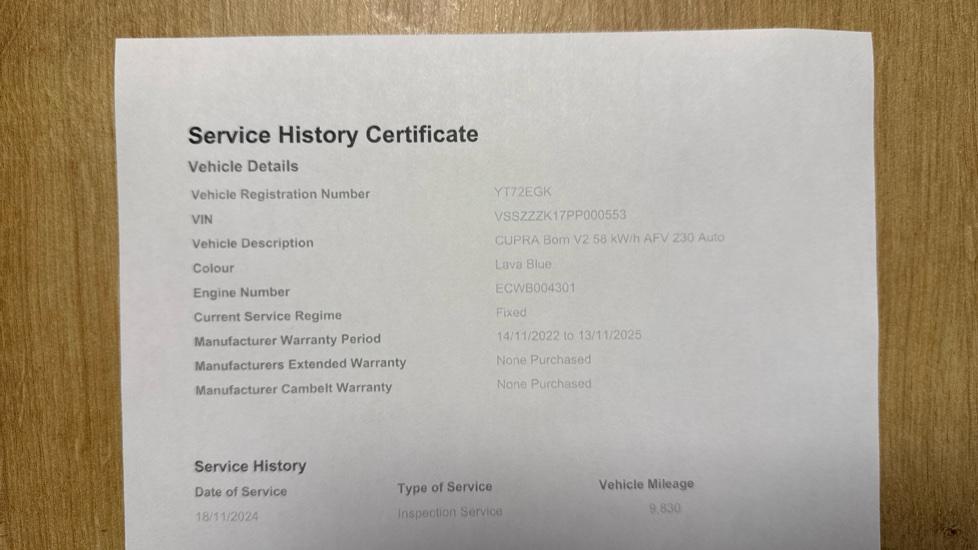 Service History Certificate
Vehicle Details
Vehicle Registration Number YT72EGK
VIN VSSZZZK17PP000553
Vehicle Description CUPRA Born V2 58 kW/h AFV 230 Auto
Colour Lava Blue
Engine Number ECWB004301
Current Service Regime Fixed
Manufacturer Warranty Period 14/11/2022 to 13/11/2025
Manufacturers Extended Warranty None Purchased
Manufacturer Cambelt Warranty None Purchased
Service History
Date of Service Type of Service Vehicle Mileage
18/11/2024 Inspection Service 9,830